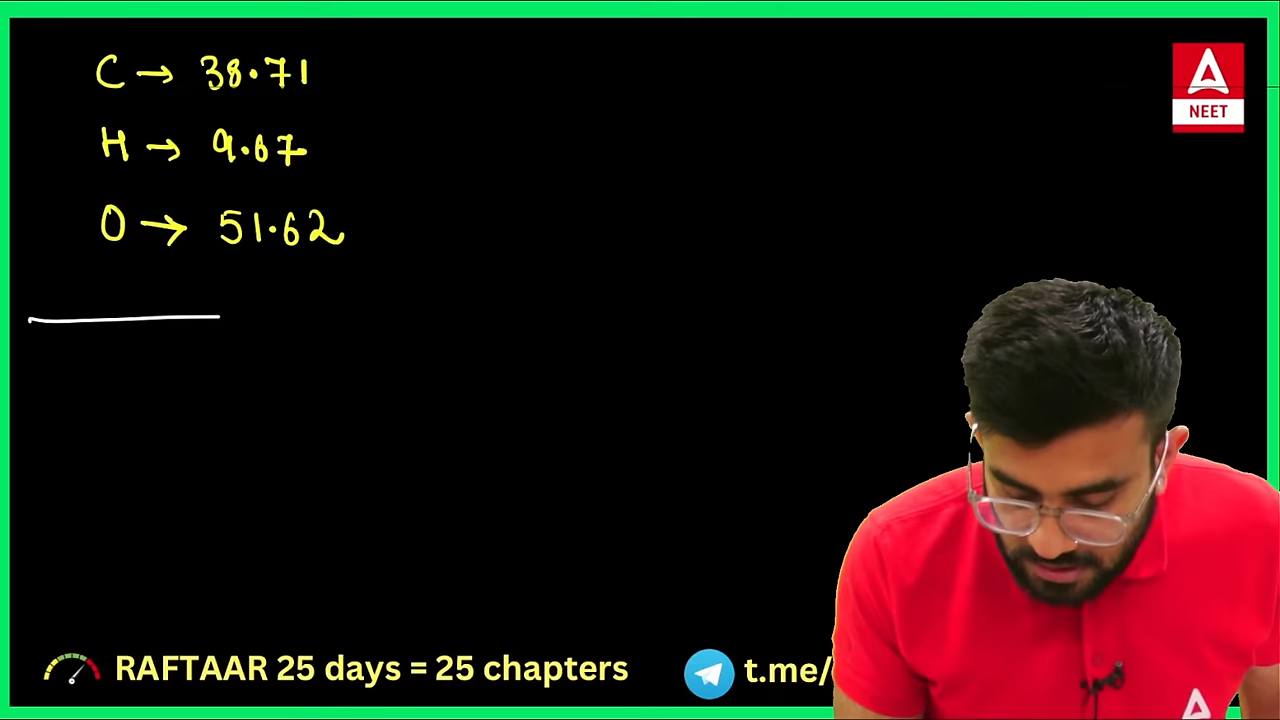 C → 38.71
NEET
H → 9.67
O → 51.62
RAFTAAR 25 days = 25 chapters
t.me/